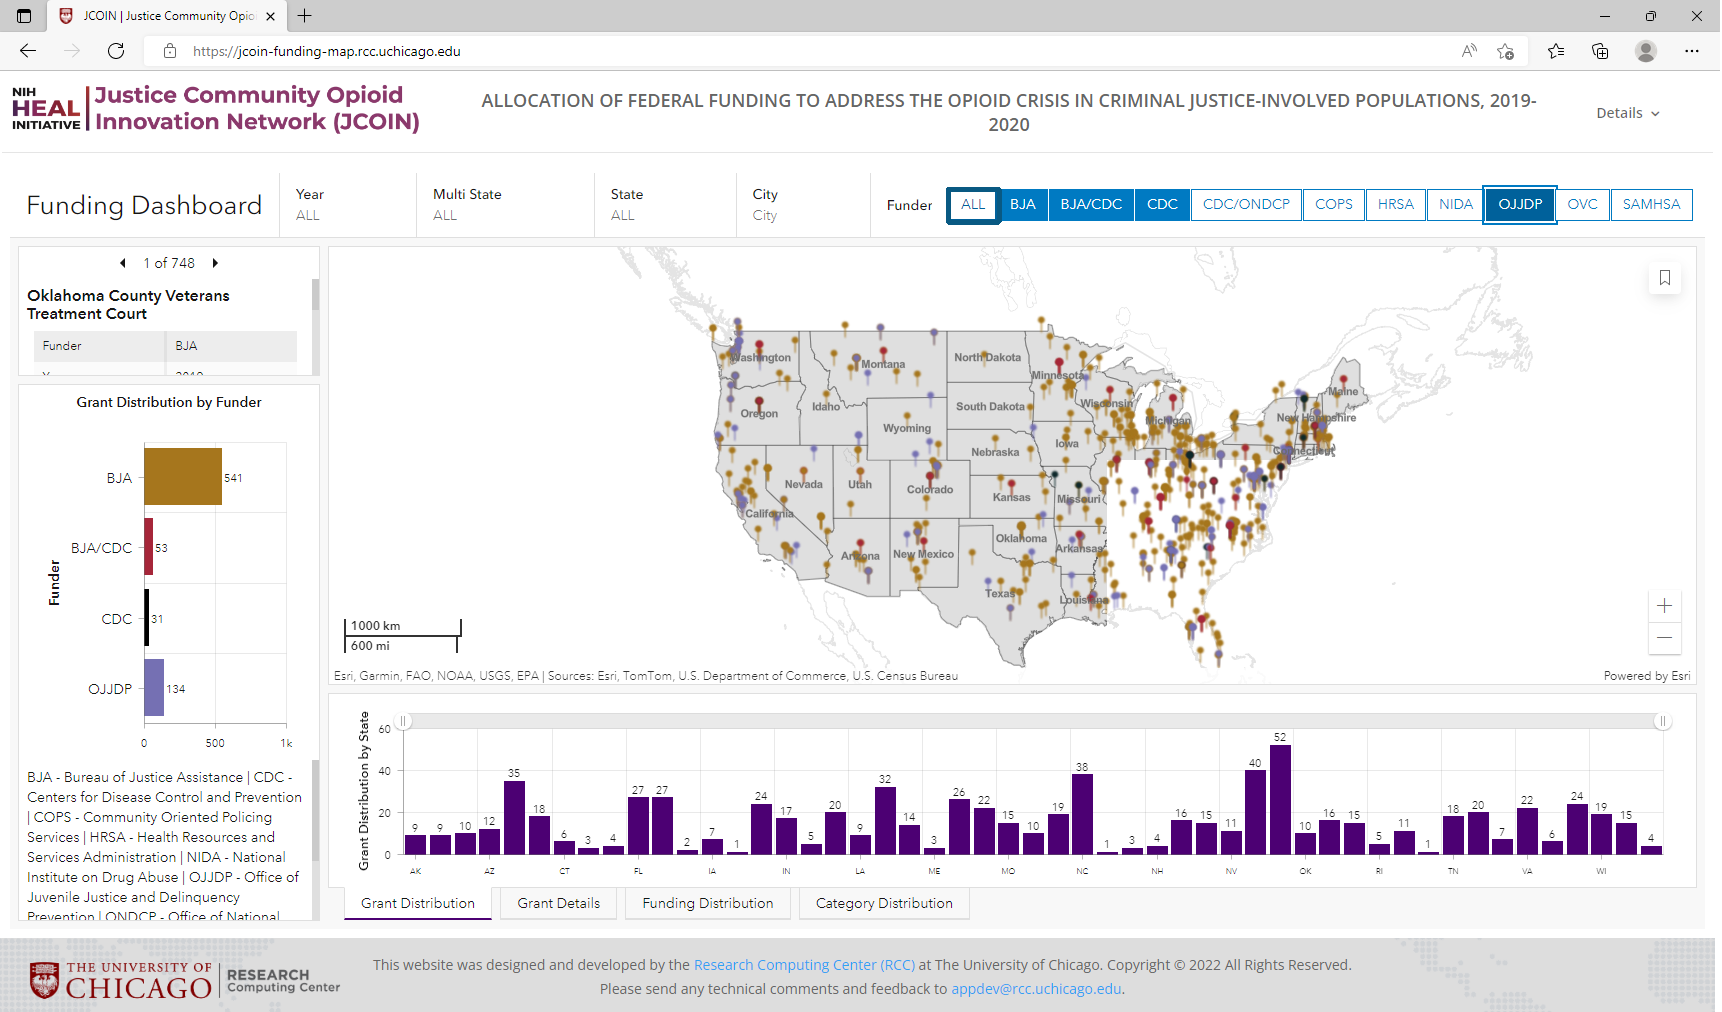 JCOIN | Justice Community Opio
https://jcoin-funding-map.rcc.uchicago.edu
NIH
HEAL
INITIATIVE
Justice Community Opioid
Innovation Network (JCOIN)
ALLOCATION OF FEDERAL FUNDING TO ADDRESS THE OPIOID CRISIS IN CRIMINAL JUSTICE-INVOLVED POPULATIONS, 2019-
2020
Details
Funding Dashboard
Year
ALL
Multi State
ALL
State
ALL
City
City
Funder
ALL
BJA
BJA/CDC
CDC
CDC/ONDCP
COPS
HRSA
NIDA
OJJDP
OVC
SAMHSA
1 of 748
Oklahoma County Veterans
Treatment Court
Funder BJA
Grant Distribution by Funder
Funder
BJA 541
BJA/CDC 53
CDC 31
OJJDP 134
0 500 1k
BJA - Bureau of Justice Assistance | CDC -
Centers for Disease Control and Prevention
| COPS - Community Oriented Policing
Services | HRSA - Health Resources and
Services Administration | NIDA - National
Institute on Drug Abuse | OJJDP - Office of
Juvenile Justice and Delinquency
Prevention | ONDCP - Office of National
Washington
Montana
North Dakota
Minnesota
Maine
Oregon
Idaho
South Dakota
Wisconsin
Michigan
New Hampshire
Wyoming
Iowa
Nebraska
Connecticut
Nevada
Utah
Colorado
Kansas
Missouri
California
Arizona
New Mexico
Oklahoma
Arkansas
Texas
Louisiana
1000 km
600 mi
Esri, Garmin, FAO, NOAA, USGS, EPA | Sources: Esri, TomTom, U.S. Department of Commerce, U.S. Census Bureau
Powered by Esri
Grant Distribution by State
60
40
20
0
9 9 10 12 35 18 6 3 4 27 27 2 7 1 24 17 5 20 9 32 14 3 26 22 15 10 19 38 1 3 4 16 15 11 40 52 10 16 15 5 11 1 18 20 7 22 6 24 19 15 4
AK AZ CT FL IA IN LA ME MO NC NH NV OK RI TN VA WI
Grant Distribution
Grant Details
Funding Distribution
Category Distribution
THE UNIVERSITY OF
CHICAGO
RESEARCH
Computing Center
This website was designed and developed by the Research Computing Center (RCC) at The University of Chicago. Copyright © 2022 All Rights Reserved.
Please send any technical comments and feedback to appdev@rcc.uchicago.edu.